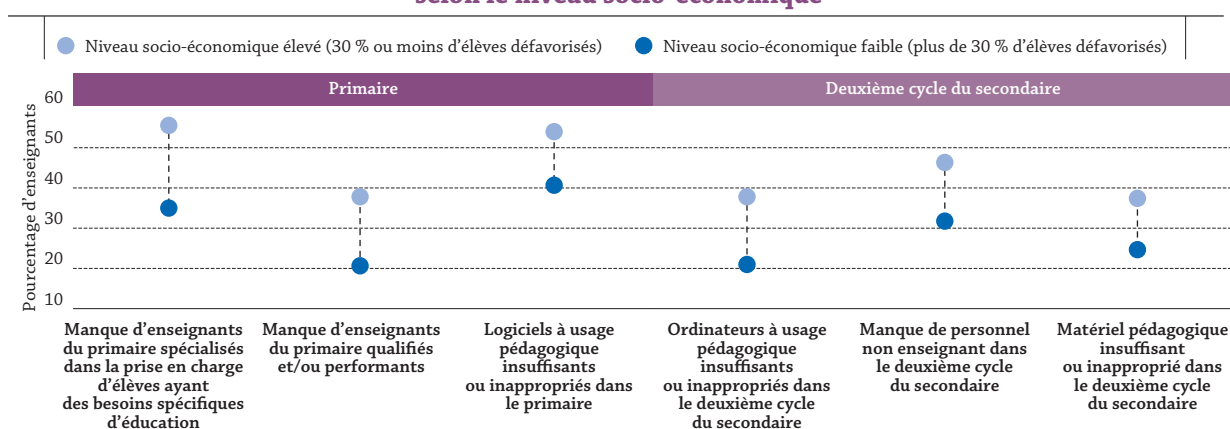 selon le niveau socio-économique
Niveau socio-économique élevé (30 % ou moins d'élèves défavorisés)
Niveau socio-économique faible (plus de 30 % d'élèves défavorisés)
Primaire
Deuxième cycle du secondaire
Pourcentage d'enseignants
60
50
40
30
20
10
Manque d'enseignants
du primaire spécialisés
dans la prise en charge
d'élèves ayant
des besoins spécifiques
d'éducation
Manque d'enseignants
du primaire qualifiés
et/ou performants
Logiciels à usage
pédagogique
insuffisants
ou inappropriés dans
le primaire
Ordinateurs à usage
pédagogique
insuffisants
ou inappropriés dans
le deuxième cycle
du secondaire
Manque de personnel
non enseignant dans
le deuxième cycle
du secondaire
Matériel pédagogique
insuffisant
ou inapproprié dans
le deuxième cycle
du secondaire